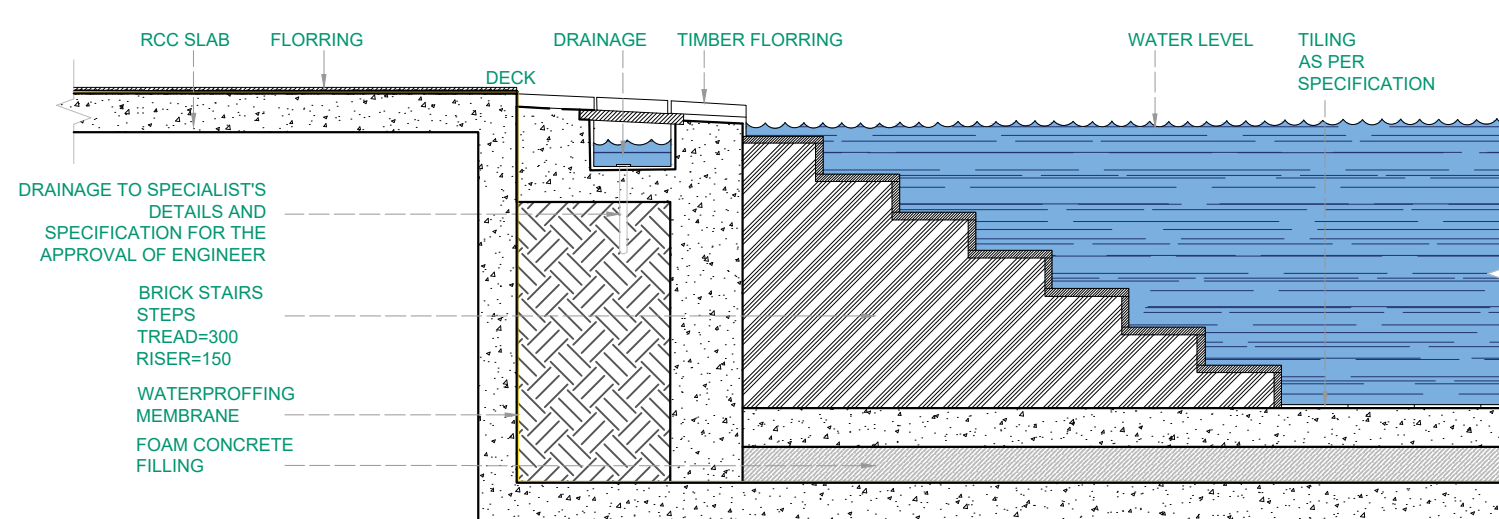 RCC SLAB
FLORRING
DRAINAGE
TIMBER FLORRING
WATER LEVEL
TILING
AS PER
SPECIFICATION
DECK
DRAINAGE TO SPECIALIST'S
DETAILS AND
SPECIFICATION FOR THE
APPROVAL OF ENGINEER
BRICK STAIRS
STEPS
TREAD=300
RISER=150
WATERPROFFING
MEMBRANE
FOAM CONCRETE
FILLING